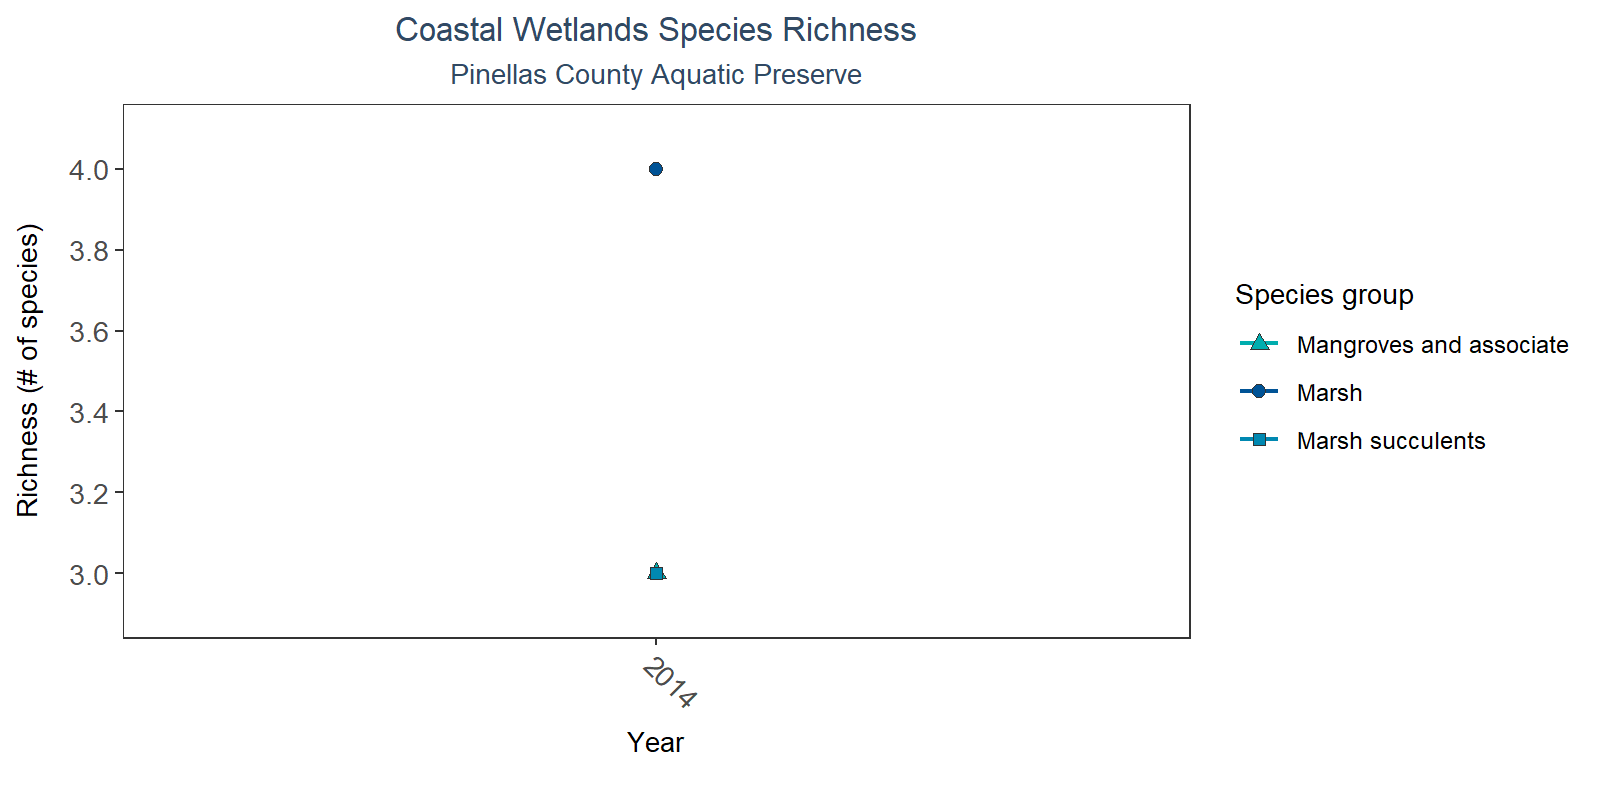 Coastal Wetlands Species Richness
Pinellas County Aquatic Preserve
Richness (# of species)
4.0
3.8
3.6
3.4
3.2
3.0
2014
Year
Species group
Mangroves and associate
Marsh
Marsh succulents